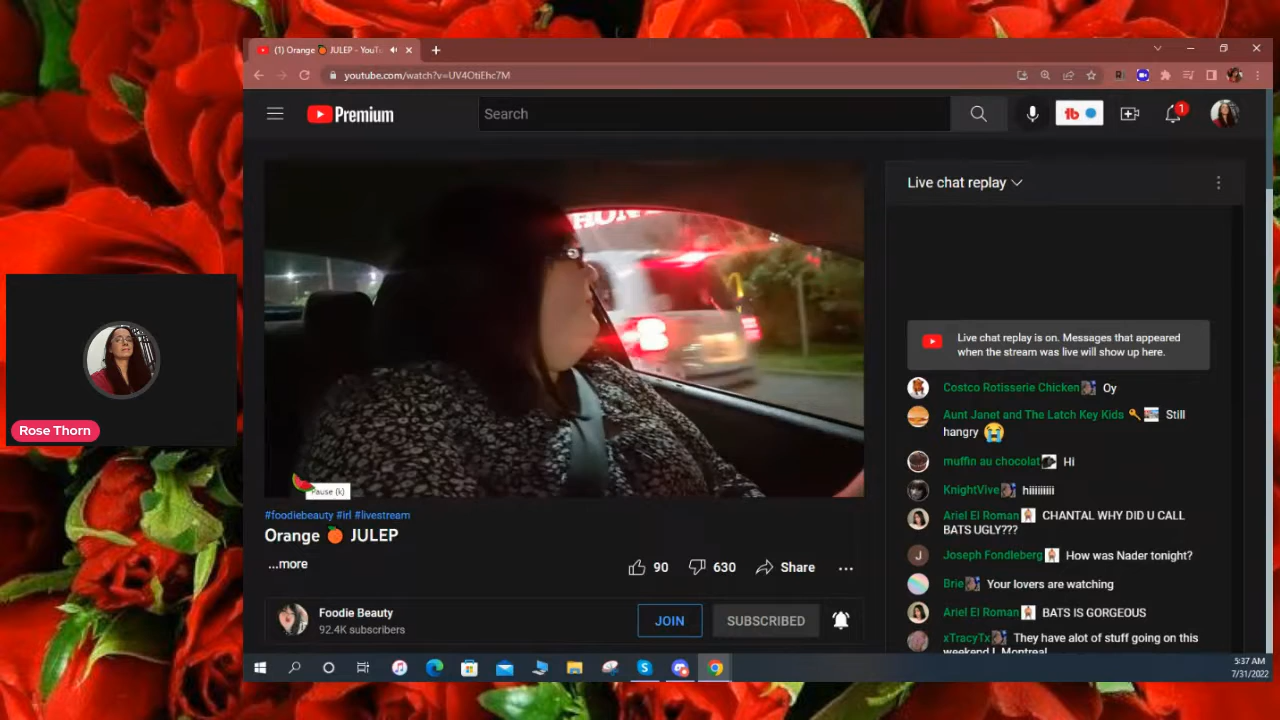 (1) Orange 🍊 JULEP - YouTu
youtube.com/watch?v=UV4OtiEhc7M
Premium
Search
1
Live chat replay
Live chat replay is on. Messages that appeared
when the stream was live will show up here.
Costco Rotisserie Chicken Oy
Aunt Janet and The Latch Key Kids 🔑 Still
hangry 😭
muffin au chocolat Hi
KnightVive hiiiiiiiii
Ariel El Roman CHANTAL WHY DID U CALL
BATS UGLY???
J
Joseph Fondleberg How was Nader tonight?
Brie Your lovers are watching
Ariel El Roman BATS IS GORGEOUS
xTracyTx They have alot of stuff going on this
weekend I, Montreal
Pause (k)
#foodiebeauty #irl #livestream
Orange 🍊 JULEP
...more
90
630
Share
Foodie Beauty
92.4K subscribers
JOIN
SUBSCRIBED
Rose Thorn
5:37 AM
7/31/2022